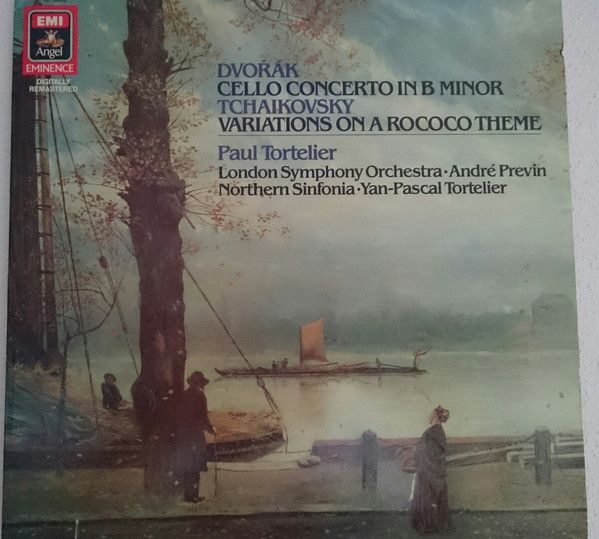 EMI
Angel
EMINENCE
DIGITALLY
REMASTERED
DVOŘÁK
CELLO CONCERTO IN B MINOR
TCHAIKOVSKY
VARIATIONS ON A ROCOCO THEME
Paul Tortelier
London Symphony Orchestra·André Previn
Northern Sinfonia·Yan-Pascal Tortelier